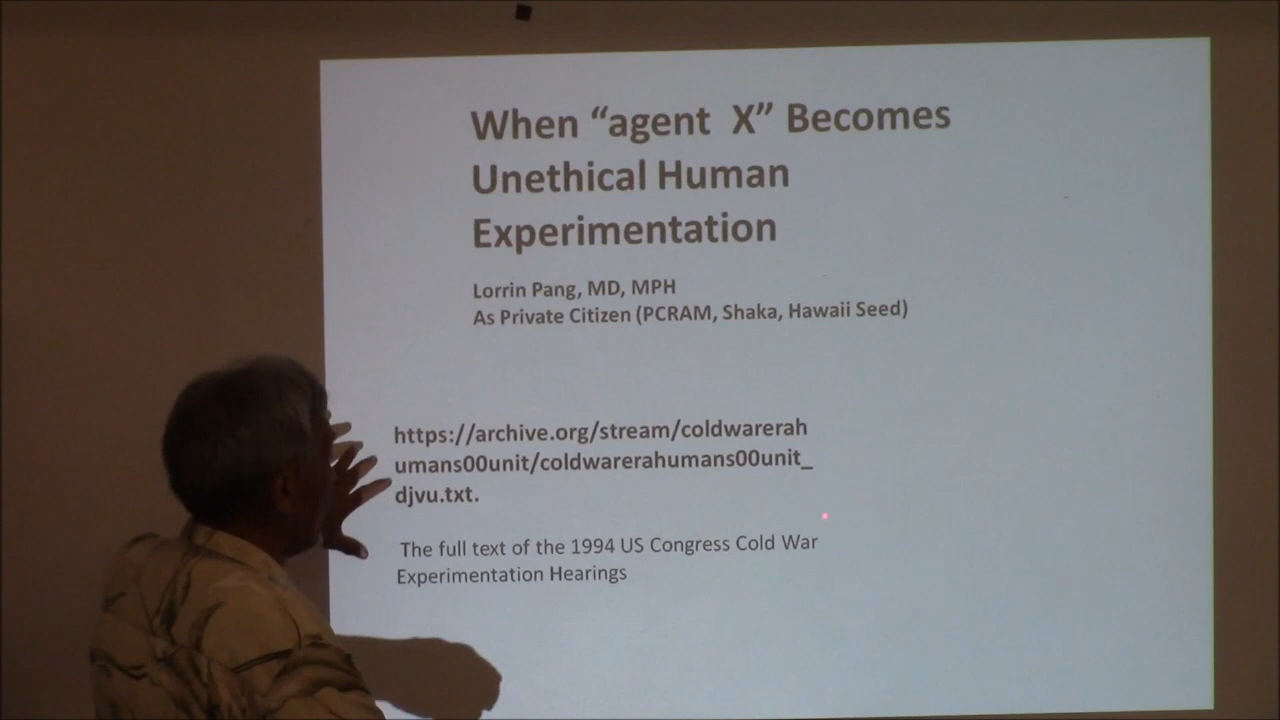 When “agent X” Becomes
Unethical Human
Experimentation
Lorrin Pang, MD, MPH
As Private Citizen (PCRAM, Shaka, Hawaii Seed)
https://archive.org/stream/coldwarerah
umans00unit/coldwarerahumans00unit_
djvu.txt.
The full text of the 1994 US Congress Cold War
Experimentation Hearings